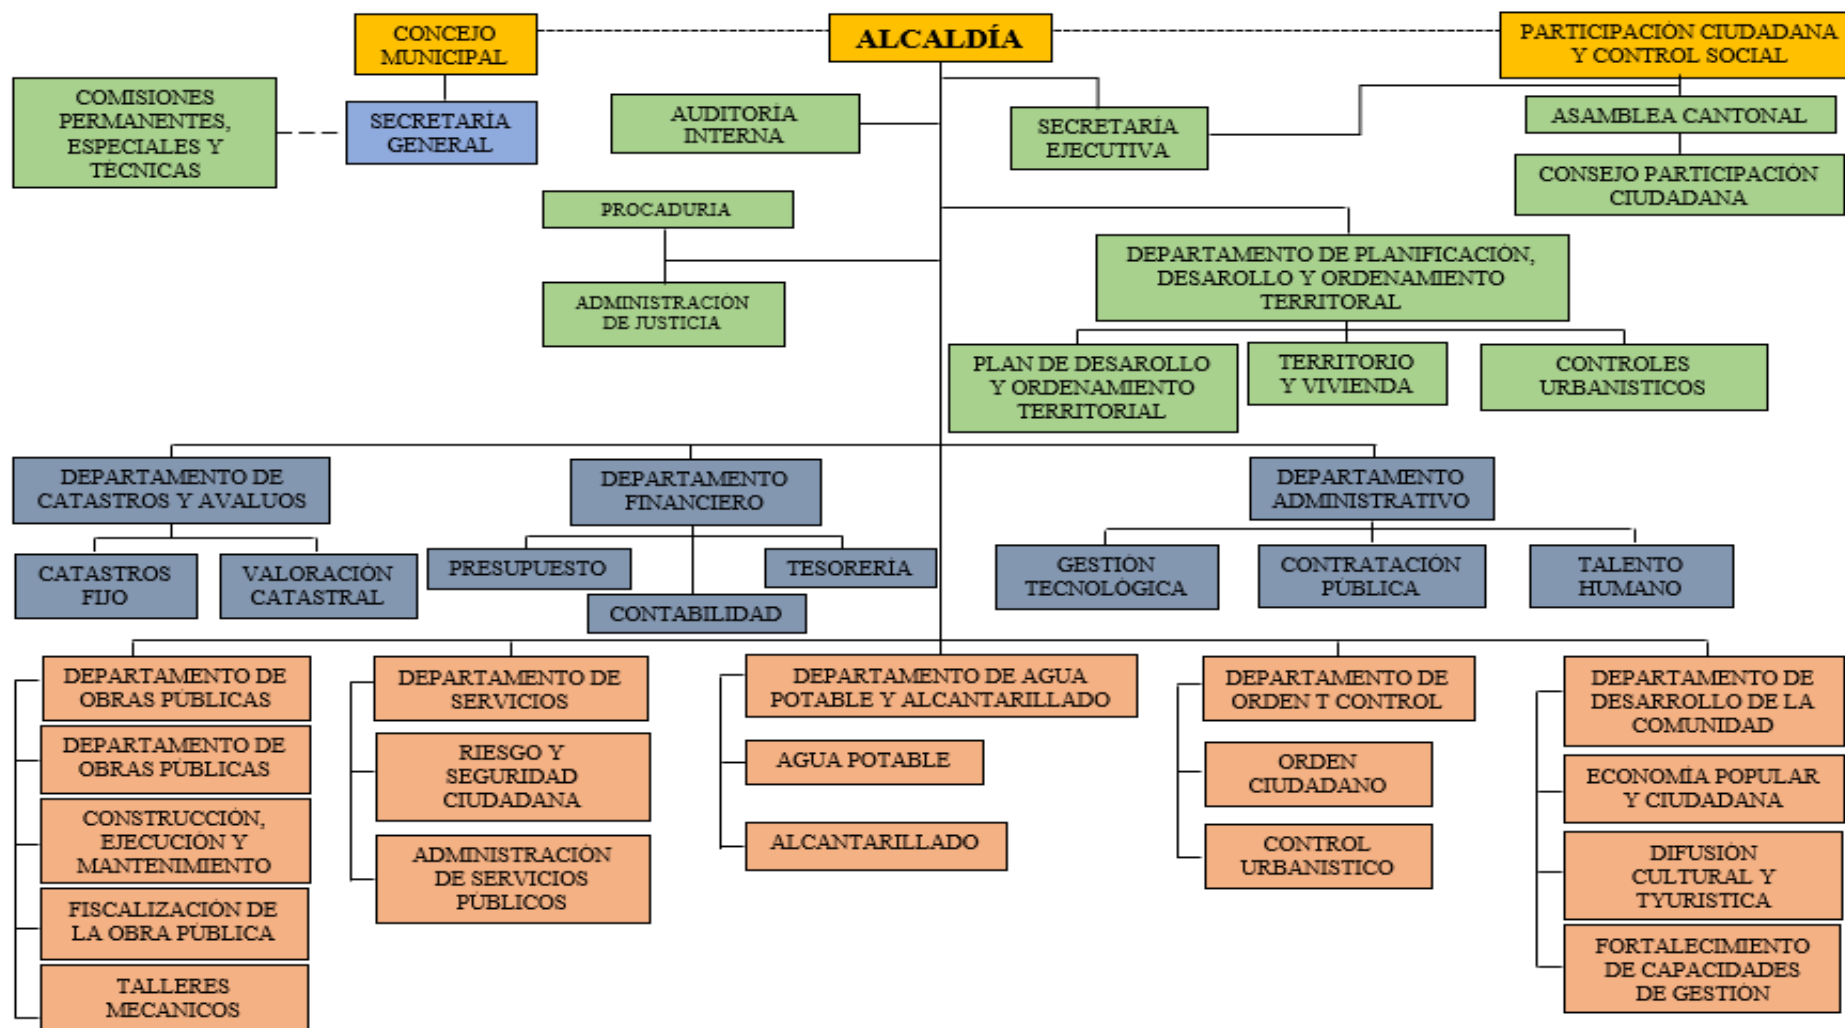 CONCEJO
MUNICIPAL
ALCALDÍA
PARTICIPACIÓN CIUDADANA
Y CONTROL SOCIAL
COMISIONES
PERMANENTES,
ESPECIALES Y
TÉCNICAS
SECRETARÍA
GENERAL
AUDITORÍA
INTERNA
SECRETARÍA
EJECUTIVA
ASAMBLEA CANTONAL
CONSEJO PARTICIPACIÓN
CIUDADANA
PROCADURIA
ADMINISTRACIÓN
DE JUSTICIA
DEPARTAMENTO DE PLANIFICACIÓN,
DESAROLLO Y ORDENAMIENTO
TERRITORAL
PLAN DE DESAROLLO
Y ORDENAMIENTO
TERRITORIAL
TERRITORIO
Y VIVIENDA
CONTROLES
URBANISTICOS
DEPARTAMENTO DE
CATASTROS Y AVALUOS
DEPARTAMENTO
FINANCIERO
DEPARTAMENTO
ADMINISTRATIVO
CATASTROS
FIJO
VALORACIÓN
CATASTRAL
PRESUPUESTO
CONTABILIDAD
TESORERÍA
GESTIÓN
TECNOLÓGICA
CONTRATACIÓN
PÚBLICA
TALENTO
HUMANO
DEPARTAMENTO DE
OBRAS PÚBLICAS
DEPARTAMENTO DE
OBRAS PÚBLICAS
CONSTRUCCIÓN,
EJECUCIÓN Y
MANTENIMIENTO
FISCALIZACIÓN DE
LA OBRA PÚBLICA
TALLERES
MECANICOS
DEPARTAMENTO DE
SERVICIOS
RIESGO Y
SEGURIDAD
CIUDADANA
ADMINISTRACIÓN
DE SERVICIOS
PÚBLICOS
DEPARTAMENTO DE AGUA
POTABLE Y ALCANTARILLADO
AGUA POTABLE
ALCANTARILLADO
DEPARTAMENTO DE
ORDEN T CONTROL
ORDEN
CIUDADANO
CONTROL
URBANISTICO
DEPARTAMENTO DE
DESARROLLO DE LA
COMUNIDAD
ECONOMÍA POPULAR
Y CIUDADANA
DIFUSIÓN
CULTURAL Y
TYURISTICA
FORTALECIMIENTO
DE CAPACIDADES
DE GESTIÓN